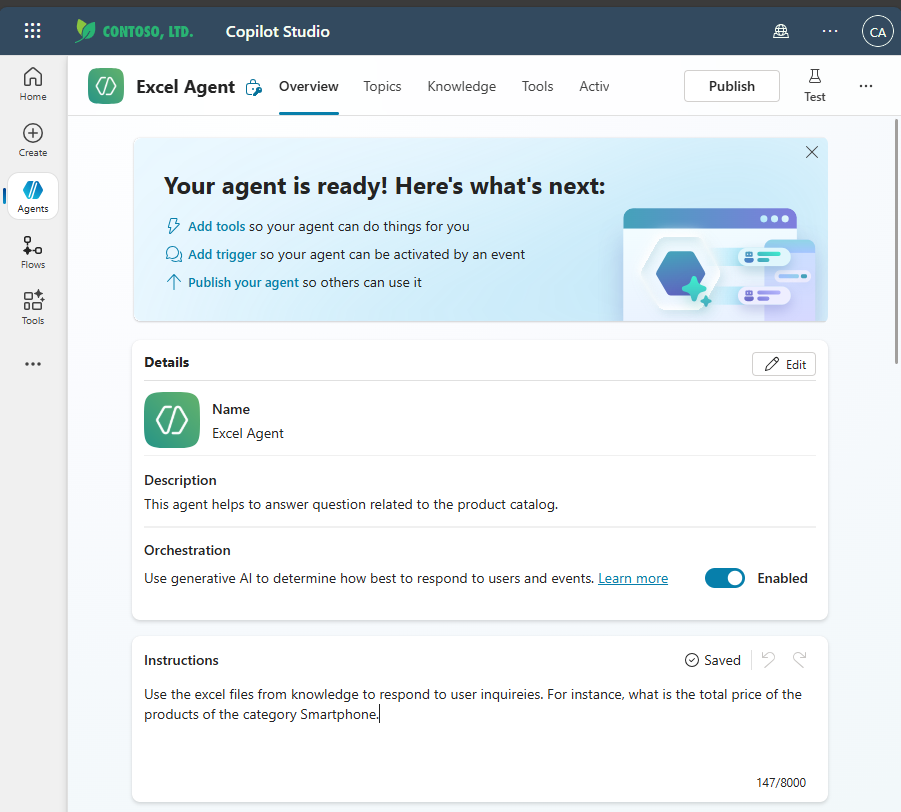 CONTOSO, LTD.
Copilot Studio
CA
Home
Create
Agents
Flows
Tools
Excel Agent
Overview
Topics
Knowledge
Tools
Activ
Publish
Test
Your agent is ready! Here's what's next:
Add tools so your agent can do things for you
Add trigger so your agent can be activated by an event
Publish your agent so others can use it
Details
Edit
Name
Excel Agent
Description
This agent helps to answer question related to the product catalog.
Orchestration
Use generative AI to determine how best to respond to users and events. Learn more
Enabled
Instructions
Saved
Use the excel files from knowledge to respond to user inquireies. For instance, what is the total price of the
products of the category Smartphone.
147/8000